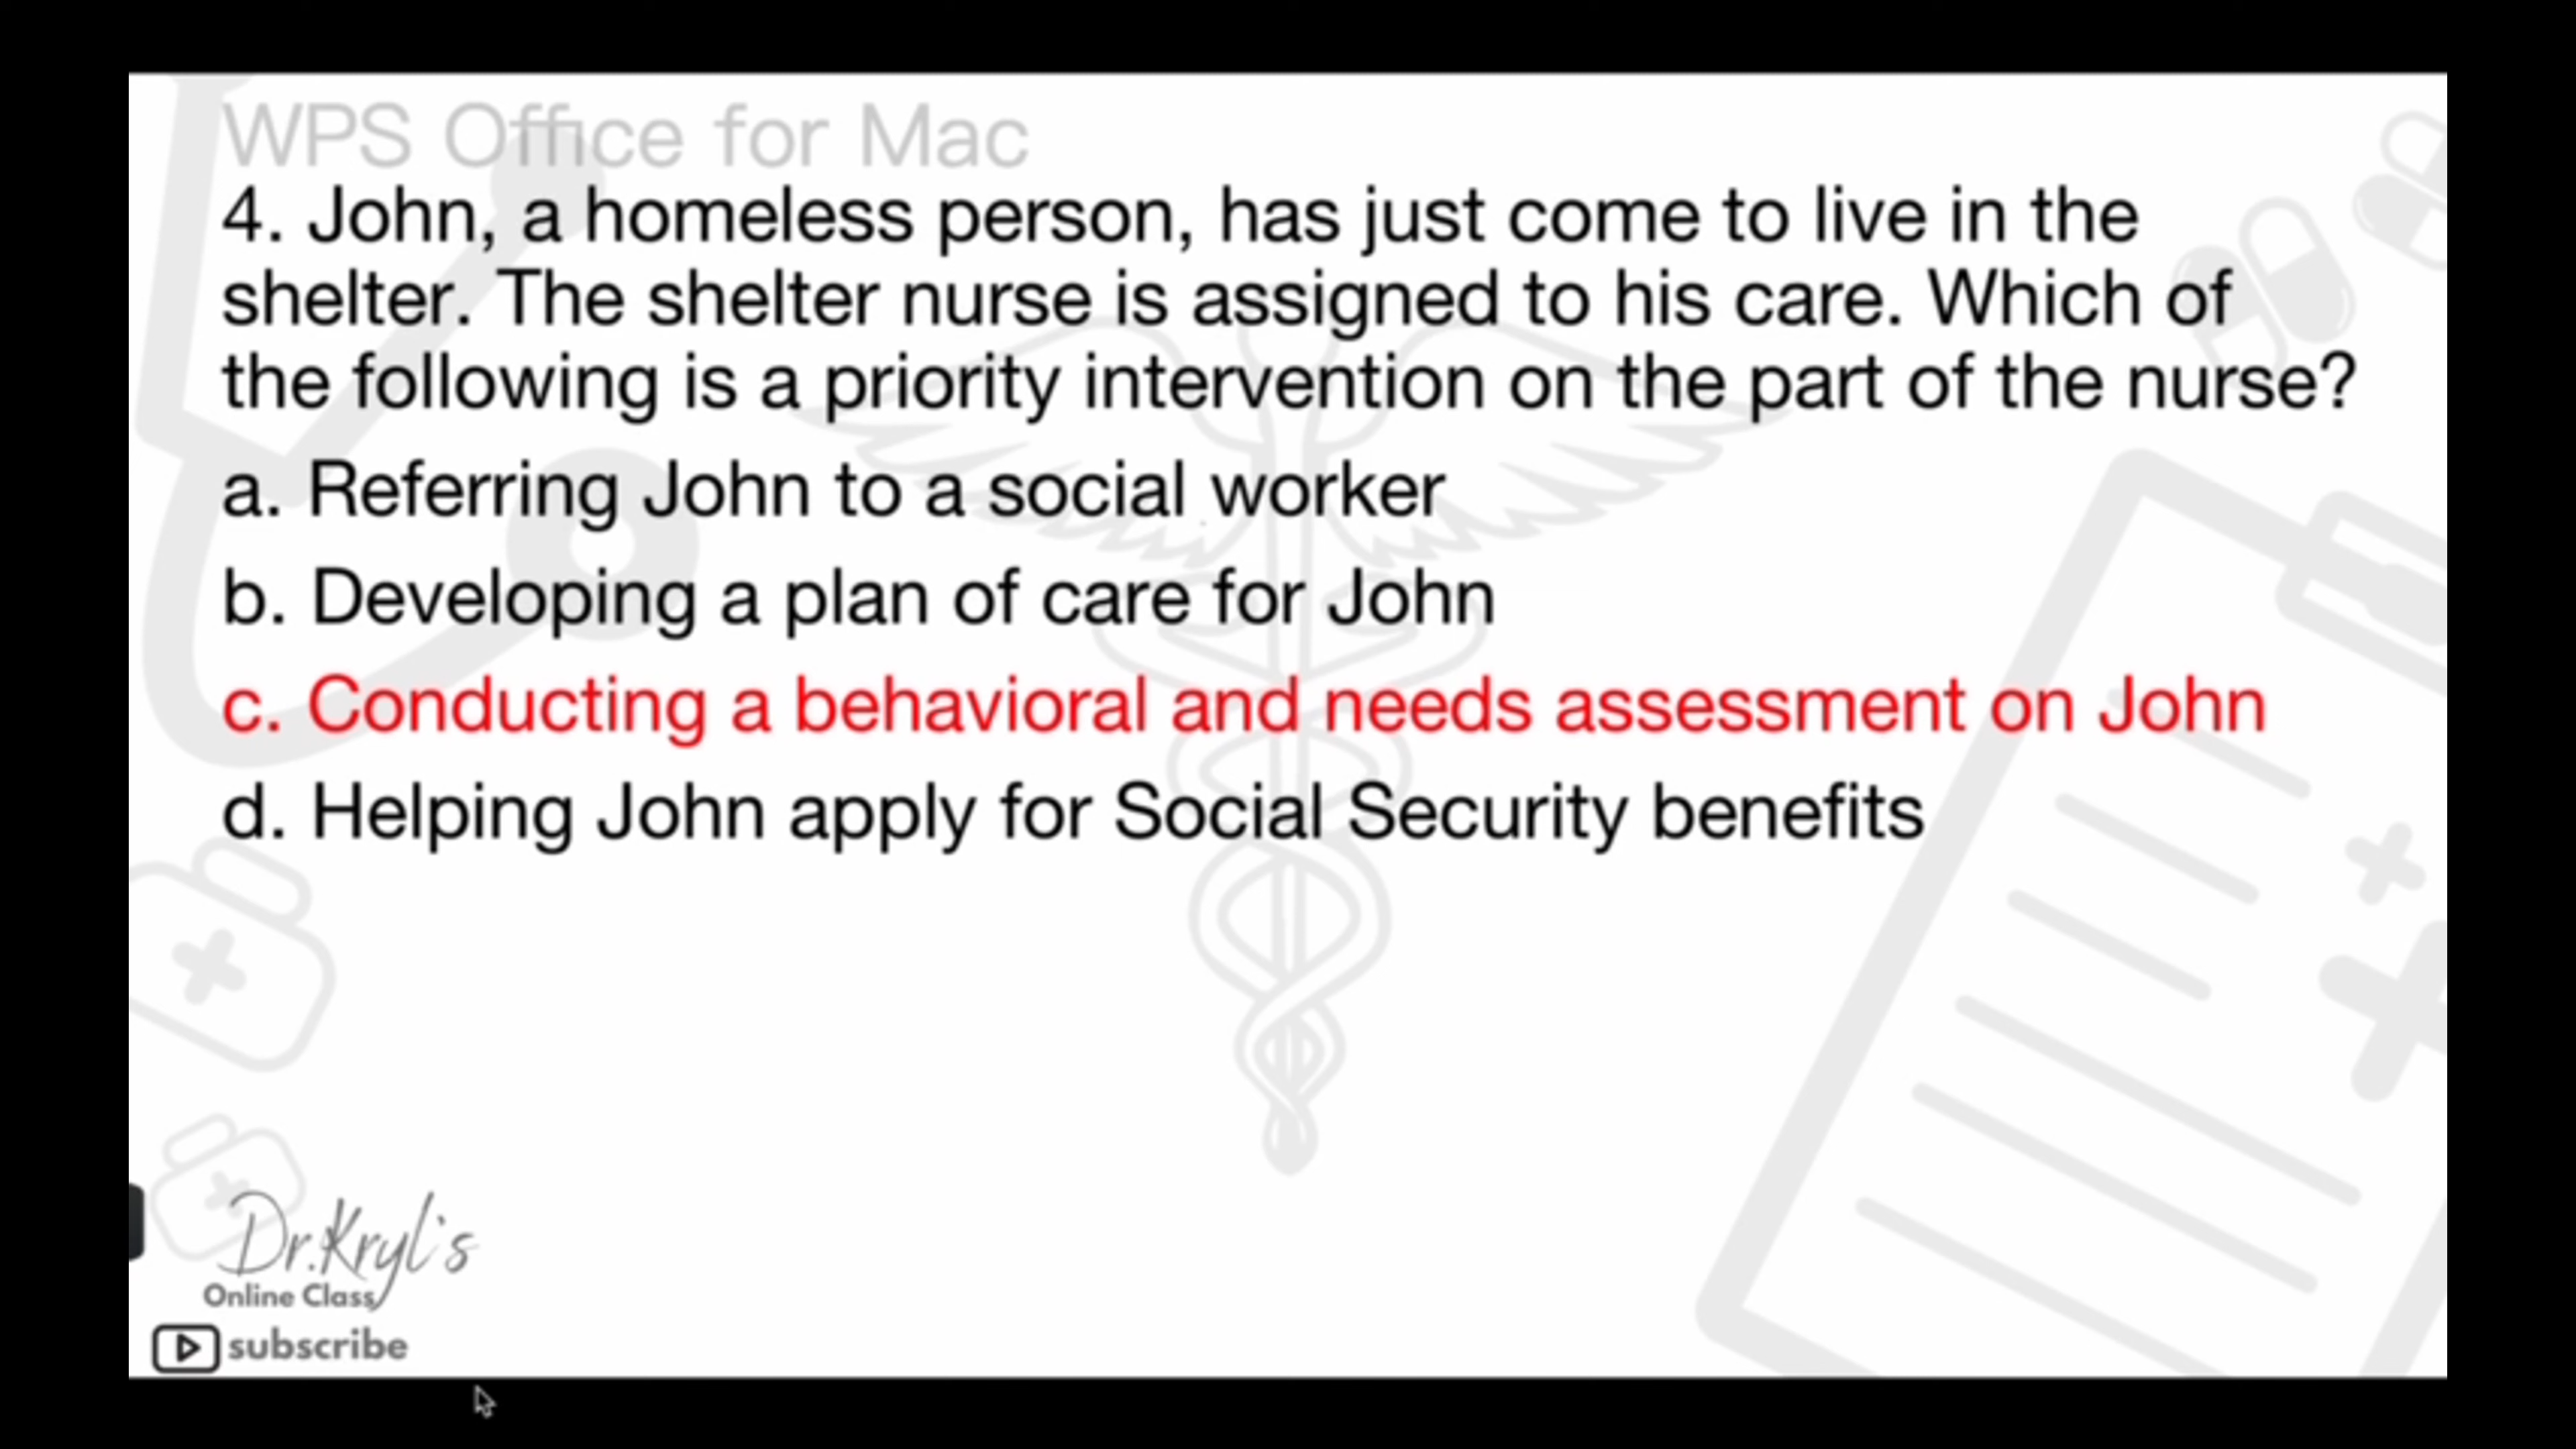 WPS Office for Mac
4. John, a homeless person, has just come to live in the
shelter. The shelter nurse is assigned to his care. Which of
the following is a priority intervention on the part of the nurse?
a. Referring John to a social worker
b. Developing a plan of care for John
c. Conducting a behavioral and needs assessment on John
d. Helping John apply for Social Security benefits
Dr.Kryl's
Online Class
subscribe